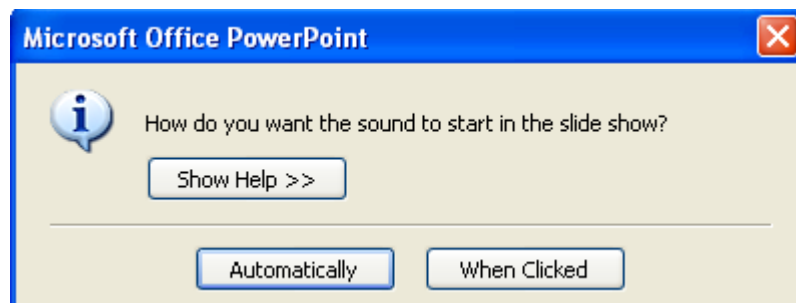 Microsoft Office PowerPoint
How do you want the sound to start in the slide show?
Show Help >>
Automatically When Clicked